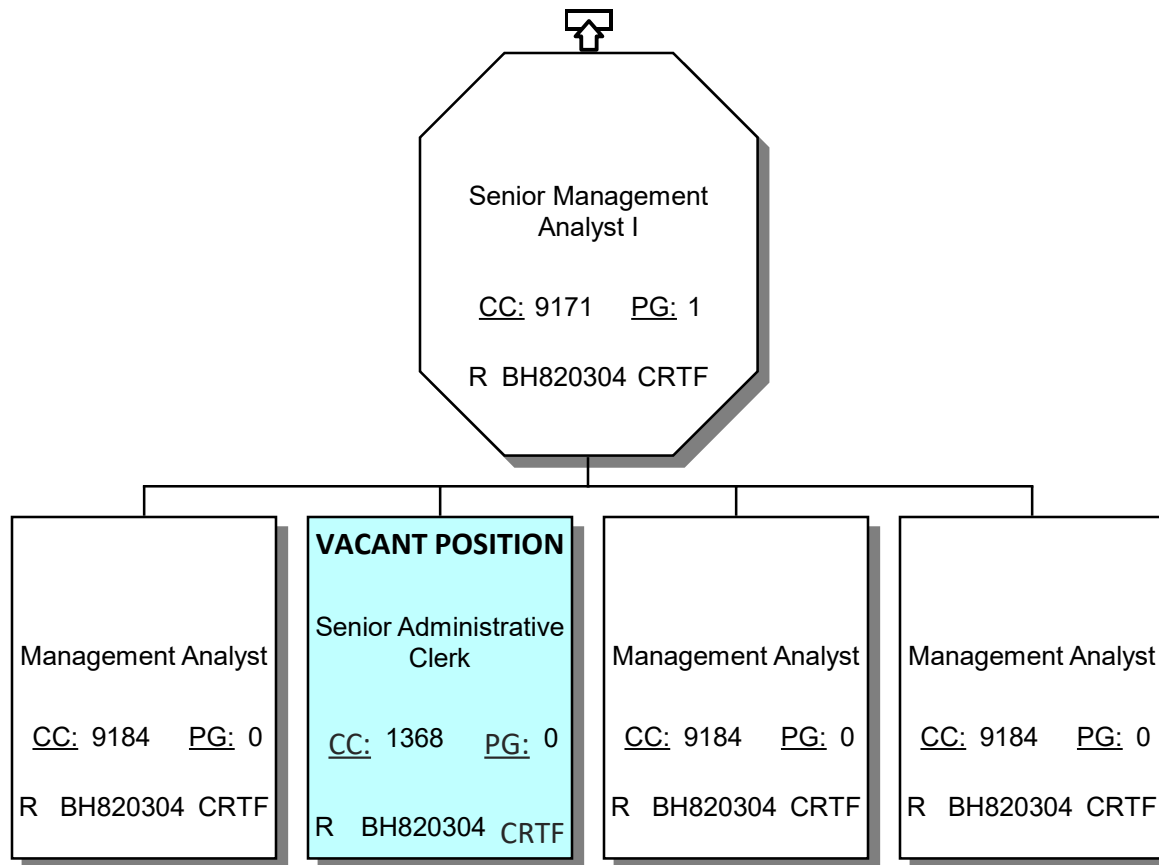 Senior Management
Analyst I
CC: 9171 PG: 1
R BH820304 CRTF
Management Analyst
CC: 9184 PG: 0
R BH820304 CRTF
VACANT POSITION
Senior Administrative
Clerk
CC: 1368 PG: 0
R BH820304 CRTF
Management Analyst
CC: 9184 PG: 0
R BH820304 CRTF
Management Analyst
CC: 9184 PG: 0
R BH820304 CRTF